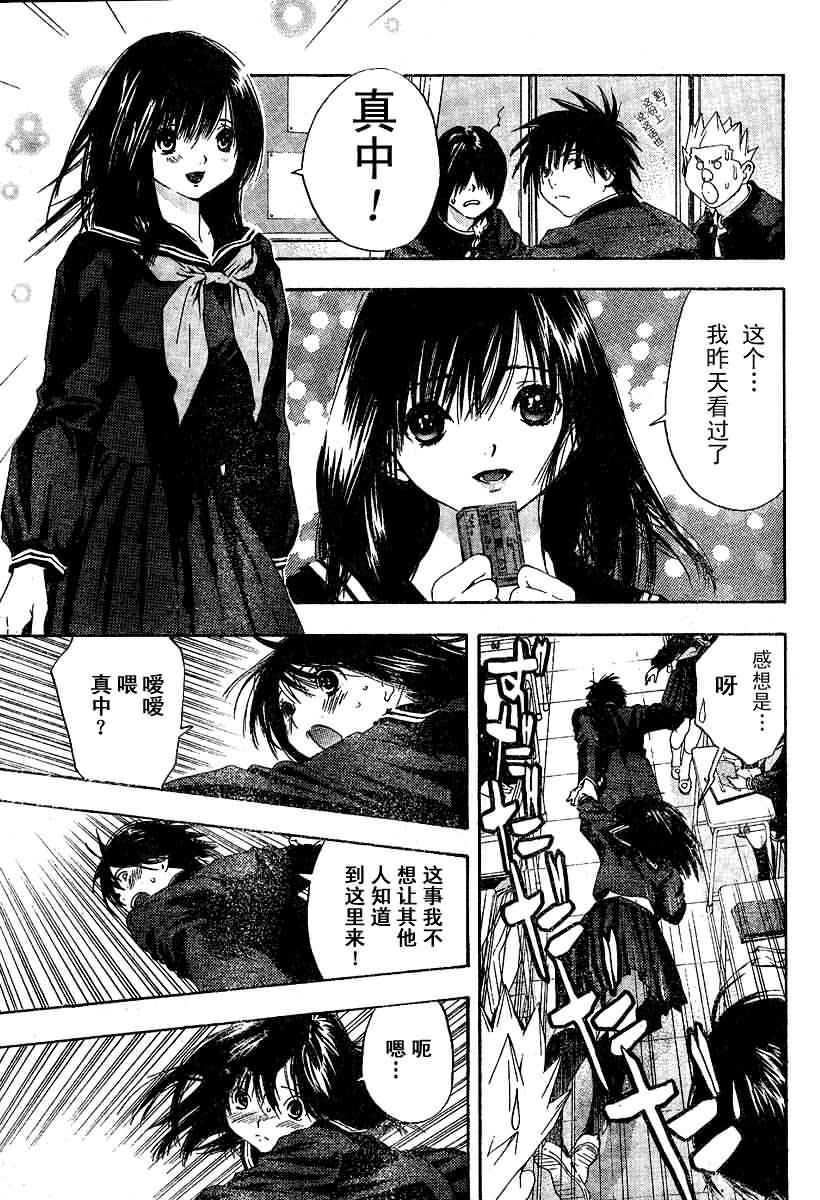 真中！
这个…
我昨天看过了
感想是…
呀
嗳嗳
喂
真中？
这事我不
想让其他
人知道
到这里来！
呃
嗯…